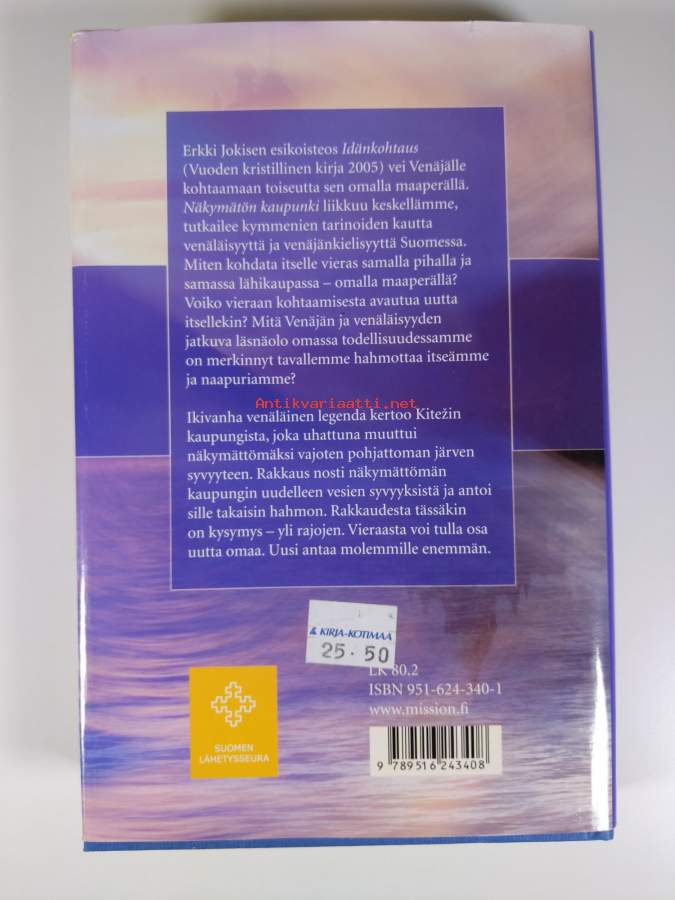 Erkki Jokisen esikoisteos Idänkohtaus
(Vuoden kristillinen kirja 2005) vei Venäjälle
kohtaamaan toiseutta sen omalla maaperällä.
Näkymätön kaupunki liikkuu keskellämme,
tutkailee kymmenien tarinoiden kautta
venäläisyyttä ja venäjänkielisyyttä Suomessa.
Miten kohdata itselle vieras samalla pihalla ja
samassa lähikaupassa – omalla maaperällä?
Voiko vieraan kohtaamisesta avautua uutta
itsellekin? Mitä Venäjän ja venäläisyyden
jatkuva läsnäolo omassa todellisuudessamme
on merkinnyt tavallemme hahmottaa itseämme
ja naapuriamme?
Antikvariaatti.net
Ikivanha venäläinen legenda kertoo Kitežin
kaupungista, joka uhattuna muuttui
näkymättömäksi vajoten pohjattoman järven
syvyyteen. Rakkaus nosti näkymättömän
kaupungin uudelleen vesien syvyyksistä ja antoi
sille takaisin hahmon. Rakkaudesta tässäkin
on kysymys – yli rajojen. Vieraasta voi tulla osa
uutta omaa. Uusi antaa molemmille enemmän.
& KIRJA-KOTIMAA
25.50
LK 80.2
ISBN 951-624-340-1
www.mission.fi
SUOMEN
LÄHETYSSEURA
9 789516 243408